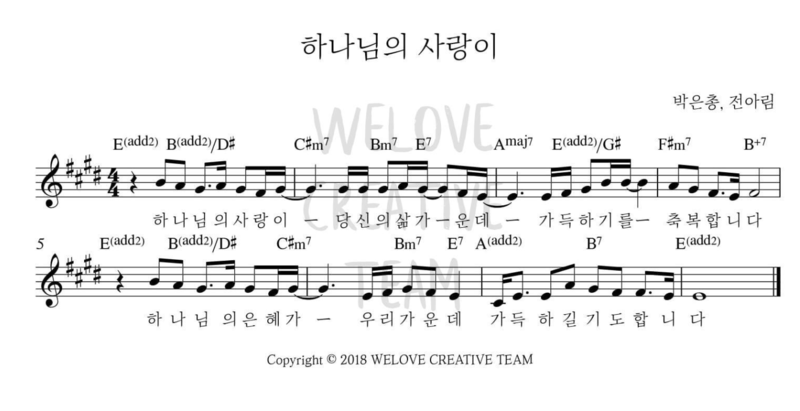 하나님의 사랑이
박은총, 전아림
WELOVE
CREATIVE
TEAM
E(add2) B(add2)/D♯ C♯m7 Bm7 E7 Amaj7 E(add2)/G♯ F♯m7 B+7
하나님의사랑이 – 당신의삶가–운데 – 가득하기를– 축복합니다
5 E(add2) B(add2)/D♯ C♯m7 Bm7 E7 A(add2) B7 E(add2)
하나님 의은혜가 – 우리가운데 가득 하길기도합 니 다
Copyright © 2018 WELOVE CREATIVE TEAM